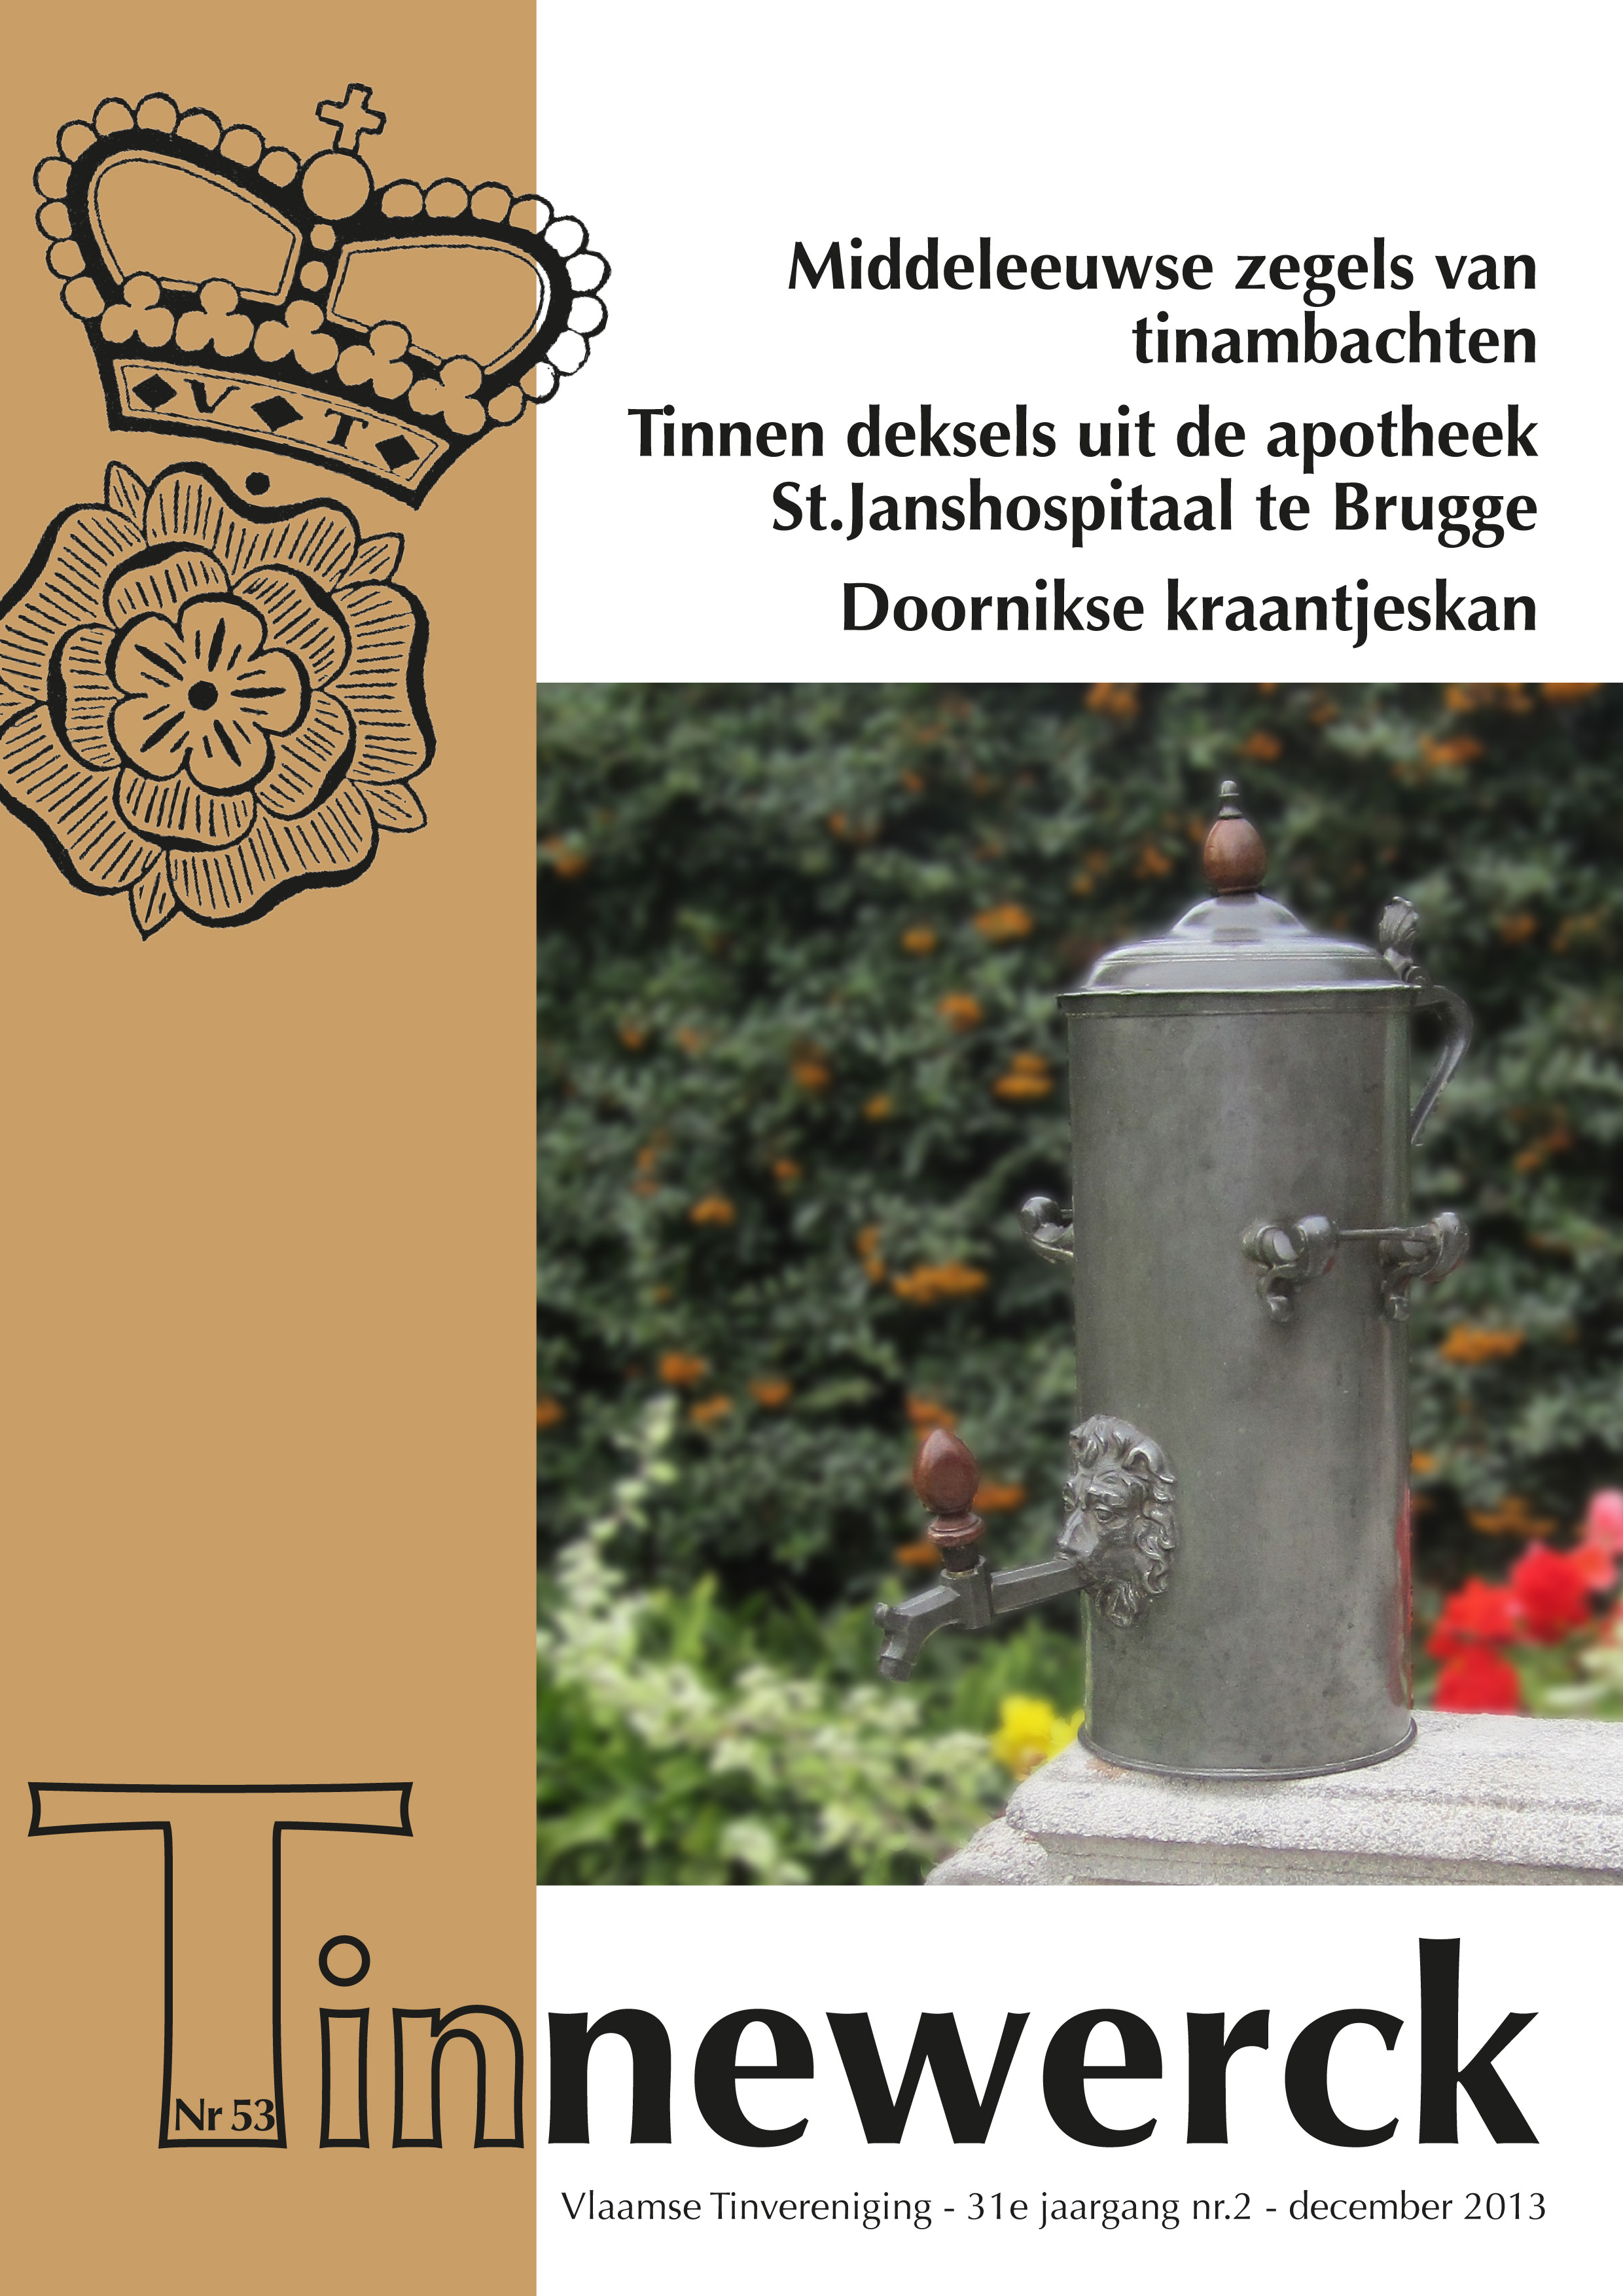 V T
Middeleeuwse zegels van
tinambachten
Tinnen deksels uit de apotheek
St.Janshospitaal te Brugge
Doornikse kraantjeskan
Tinnewerck
Nr 53
Vlaamse Tinvereniging - 31e jaargang nr.2 - december 2013